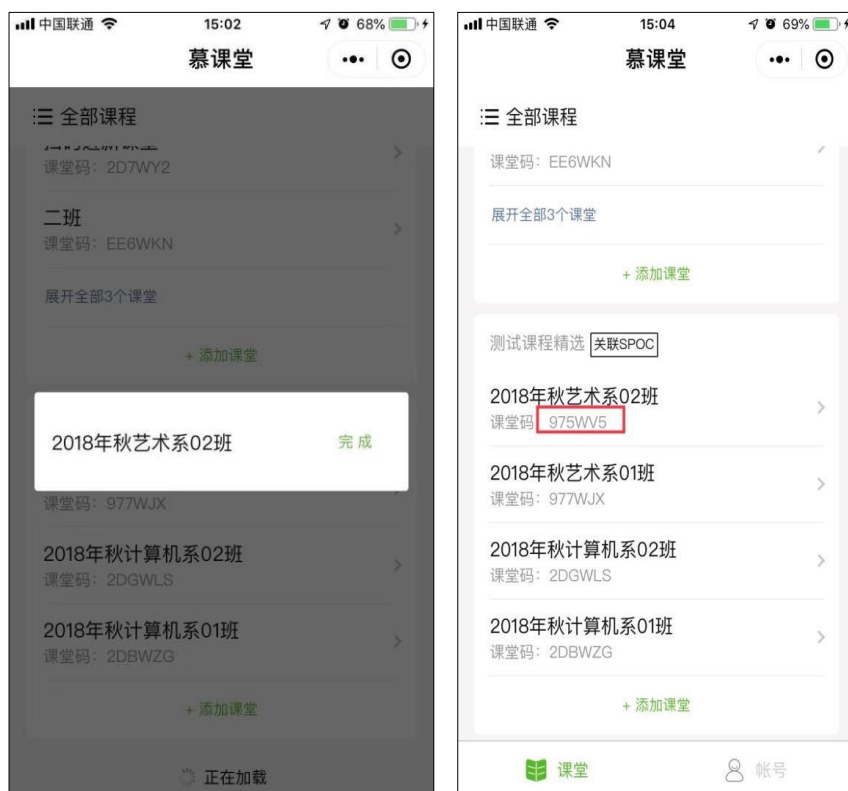 中国联通
15:02
68%
慕课堂
全部课程
课堂码：2D7WY2
二班
课堂码：EE6WKN
展开全部3个课堂
+ 添加课堂
2018年秋艺术系02班
完成
课堂码：977WJX
2018年秋计算机系02班
课堂码：2DGWLS
2018年秋计算机系01班
课堂码：2DBWZG
+ 添加课堂
正在加载
中国联通
15:04
69%
慕课堂
全部课程
课堂码：EE6WKN
展开全部3个课堂
+ 添加课堂
测试课程精选 关联SPOC
2018年秋艺术系02班
课堂码 975WV5
2018年秋艺术系01班
课堂码：977WJX
2018年秋计算机系02班
课堂码：2DGWLS
2018年秋计算机系01班
课堂码：2DBWZG
+ 添加课堂
课堂
帐号